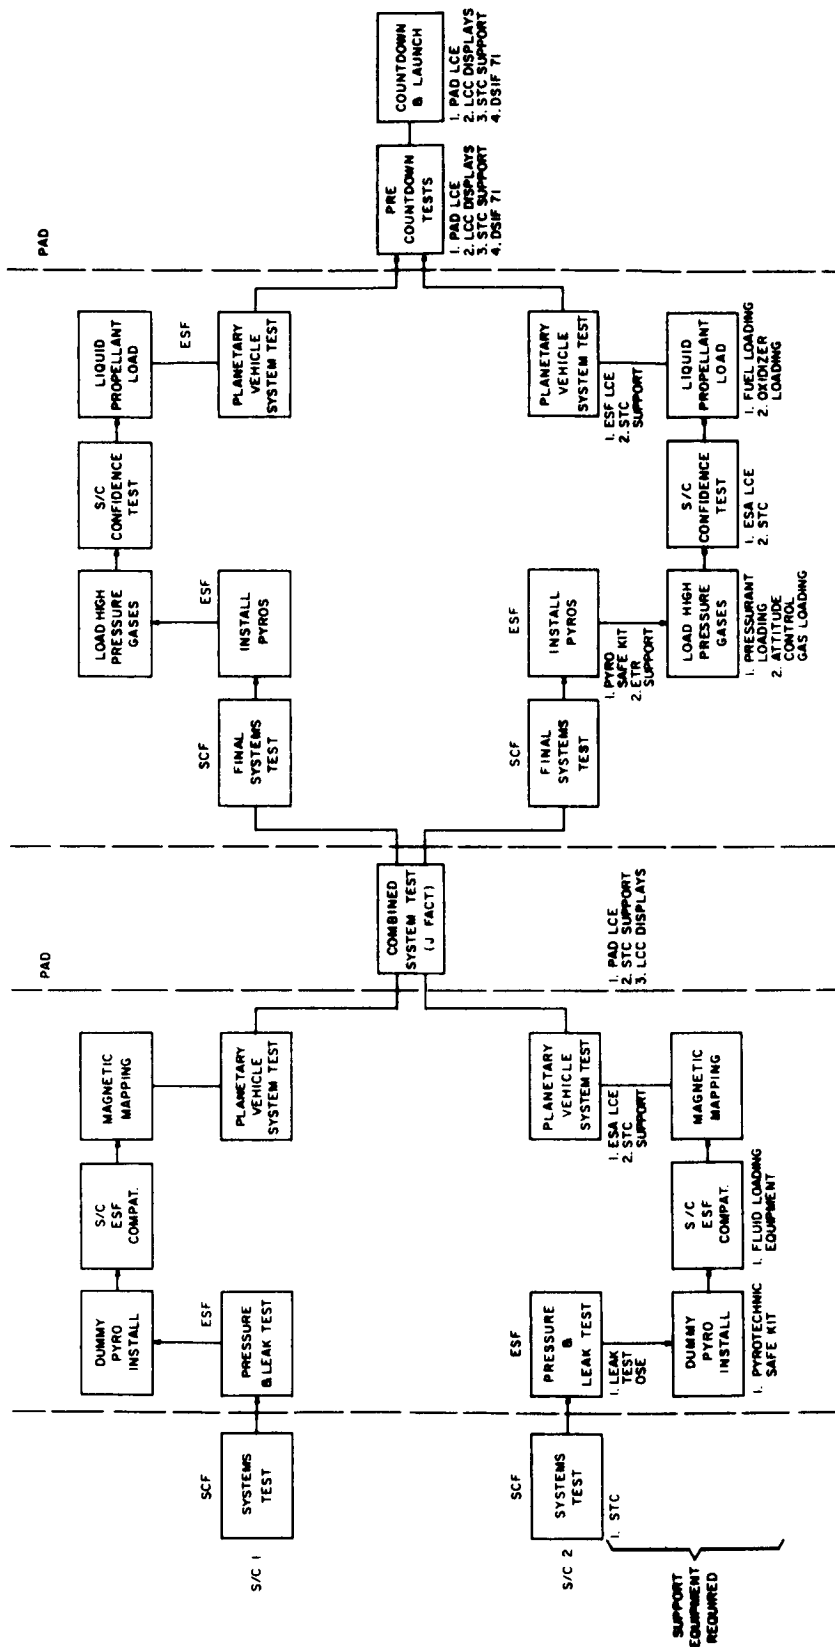 S/C 1
SCF
SYSTEMS
TEST
ESF
PRESSURE
& LEAK TEST
DUMMY
PYRO
INSTALL
S/C
ESF
COMPAT.
MAGNETIC
MAPPING
PLANETARY
VEHICLE
SYSTEM TEST
PAD
COMBINED
SYSTEM TEST
(J FACT)
1. PAD LCE
2. STC SUPPORT
3. LCC DISPLAYS
SCF
FINAL
SYSTEMS
TEST
ESF
INSTALL
PYROS
LOAD HIGH
PRESSURE
GASES
S/C
CONFIDENCE
TEST
LIQUID
PROPELLANT
LOAD
ESF
PLANETARY
VEHICLE
SYSTEM TEST
PAD
PRE
COUNTDOWN
TESTS
1. PAD LCE
2. LCC DISPLAYS
3. STC SUPPORT
4. DSIF 71
COUNTDOWN
& LAUNCH
1. PAD LCE
2. LCC DISPLAYS
3. STC SUPPORT
4. DSIF 71
S/C 2
SCF
SYSTEMS
TEST
1. STC
ESF
PRESSURE
&
LEAK TEST
1. LEAK
TEST
OSE
DUMMY
PYRO
INSTALL
1. PYROTECHNIC
SAFE KIT
S/C
ESF
COMPAT.
1. FLUID LOADING
EQUIPMENT
MAGNETIC
MAPPING
PLANETARY
VEHICLE
SYSTEM TEST
1. ESA LCE
2. STC
SUPPORT
SCF
FINAL
SYSTEMS
TEST
ESF
INSTALL
PYROS
1. PYRO
SAFE KIT
2. ETR
SUPPORT
LOAD HIGH
PRESSURE
GASES
1. PRESSURANT
LOADING
2. ATTITUDE
CONTROL
GAS LOADING
S/C
CONFIDENCE
TEST
1. ESA LCE
2. STC
LIQUID
PROPELLANT
LOAD
1. FUEL LOADING
2. OXIDIZER
LOADING
PLANETARY
VEHICLE
SYSTEM TEST
1. ESF LCE
2. STC
SUPPORT
SUPPORT
EQUIPMENT
REQUIRED